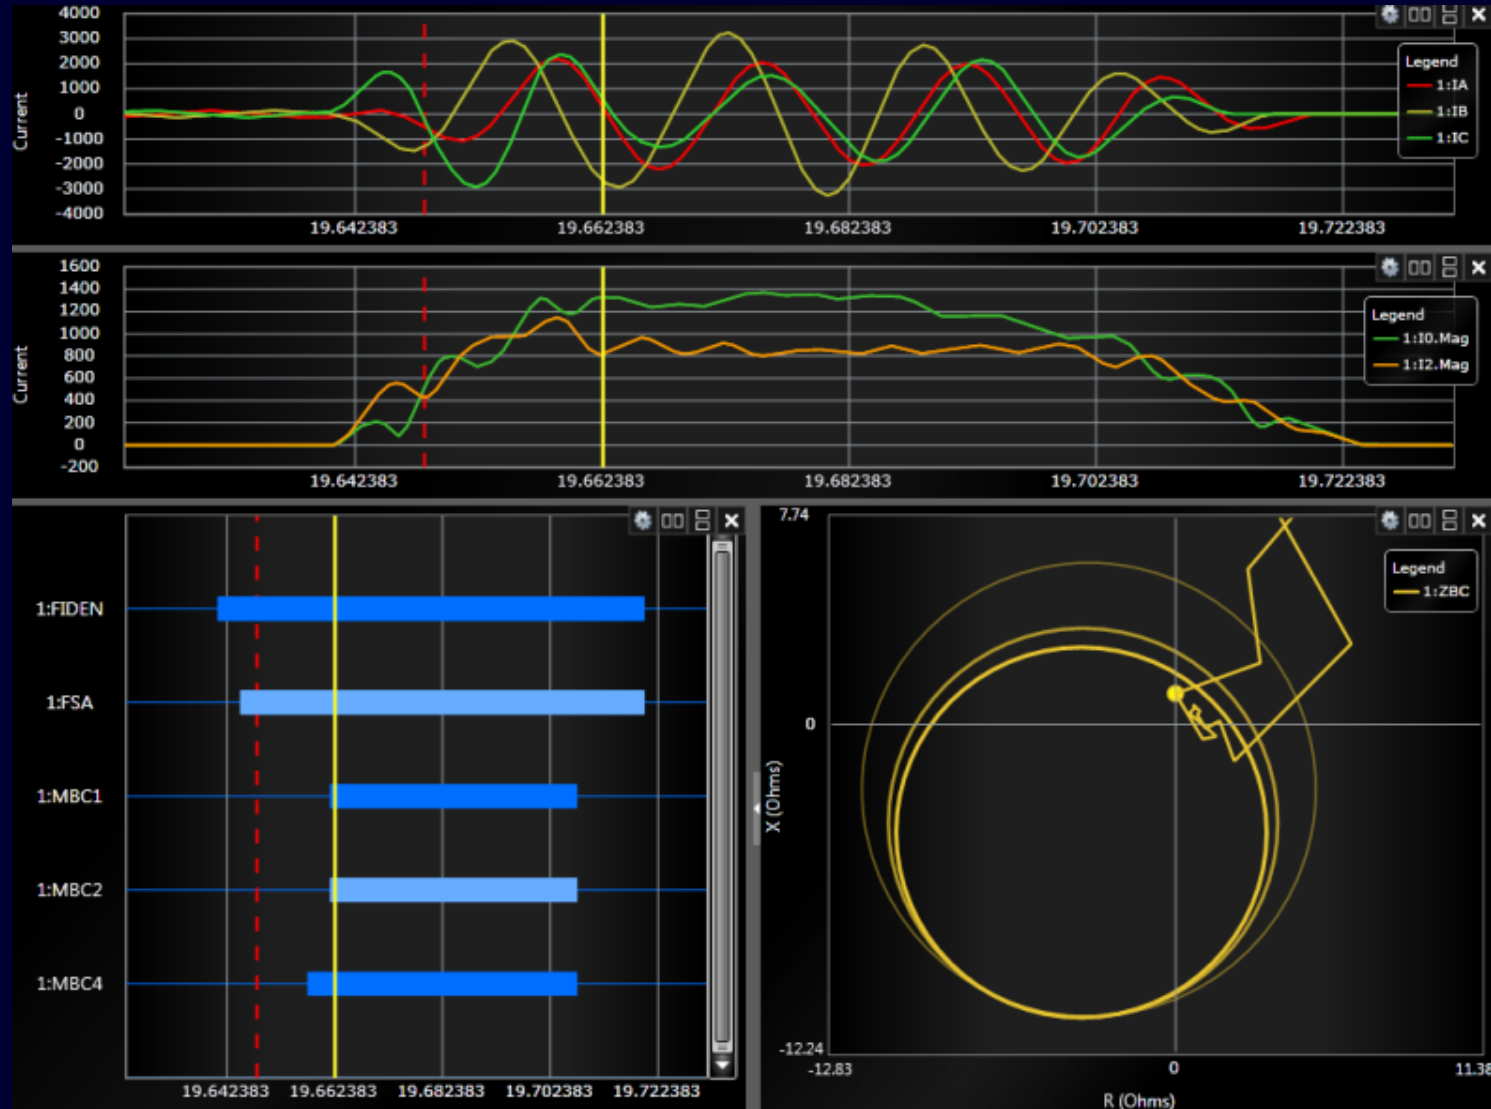 4000
3000
2000
1000
0
-1000
-2000
-3000
-4000
Current
19.642383 19.662383 19.682383 19.702383 19.722383
Legend
1:IA
1:IB
1:IC
1600
1400
1200
1000
800
600
400
200
0
-200
Current
19.642383 19.662383 19.682383 19.702383 19.722383
Legend
1:I0.Mag
1:I2.Mag
1:FIDEN
1:FSA
1:MBC1
1:MBC2
1:MBC4
19.642383 19.662383 19.682383 19.702383 19.722383
7.74
0
-12.24
X (Ohms)
-12.83 0 11.38
R (Ohms)
Legend
1:ZBC